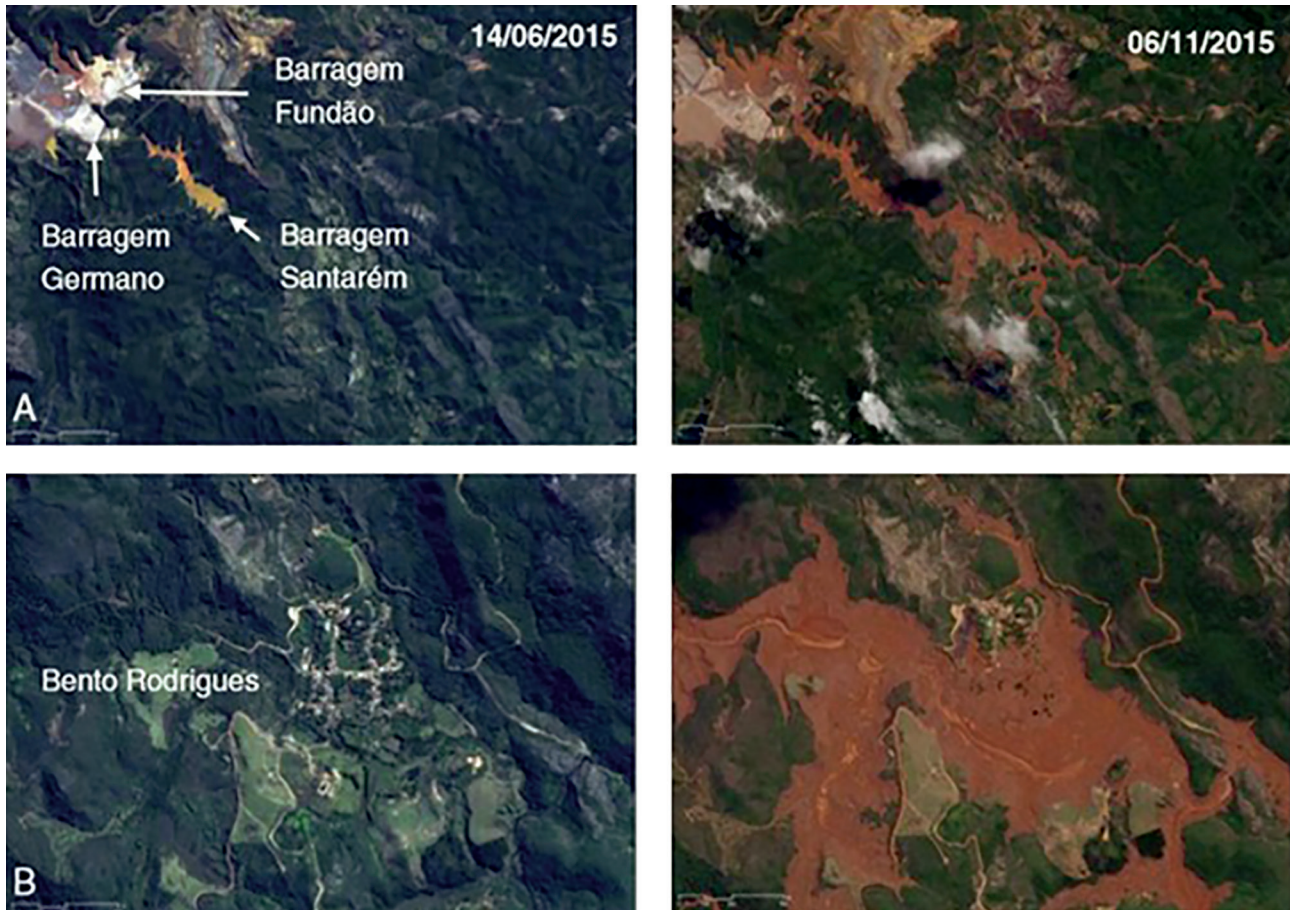 14/06/2015
Barragem
Fundão
Barragem
Germano
Barragem
Santarém
A
06/11/2015
Bento Rodrigues
B